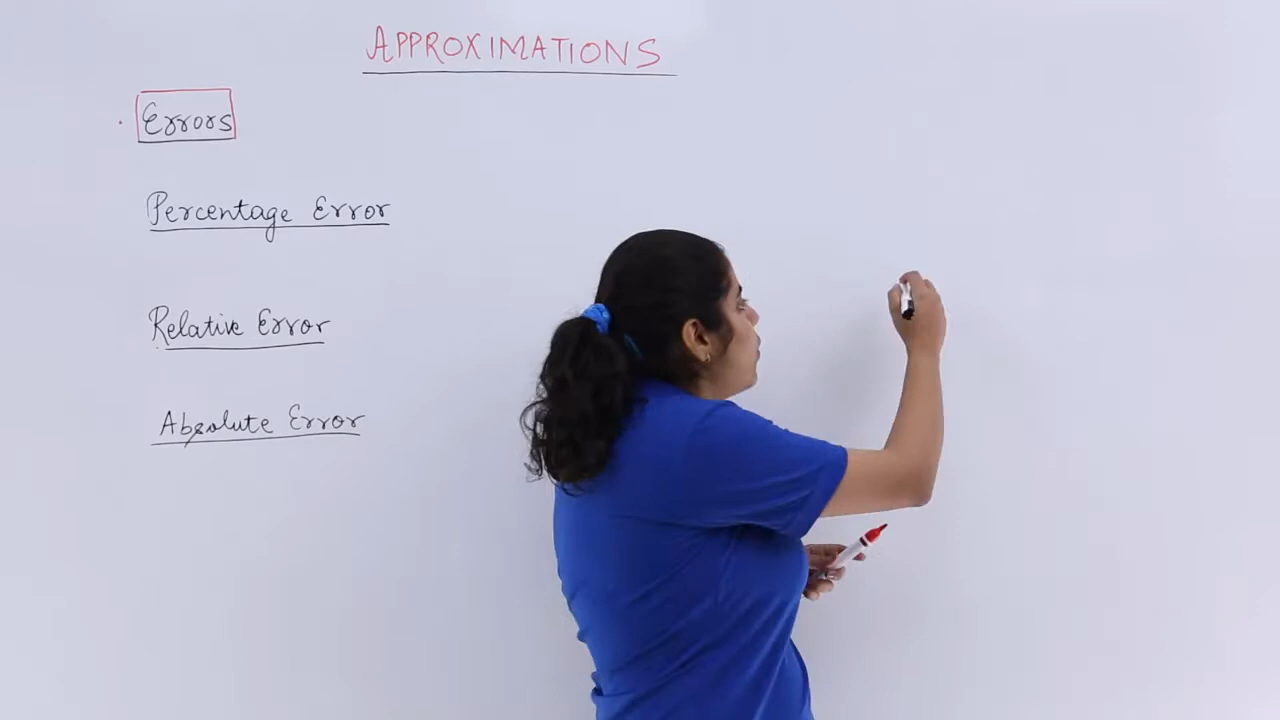 APPROXIMATIONS
Errors
Percentage Error
Relative Error
Absolute Error